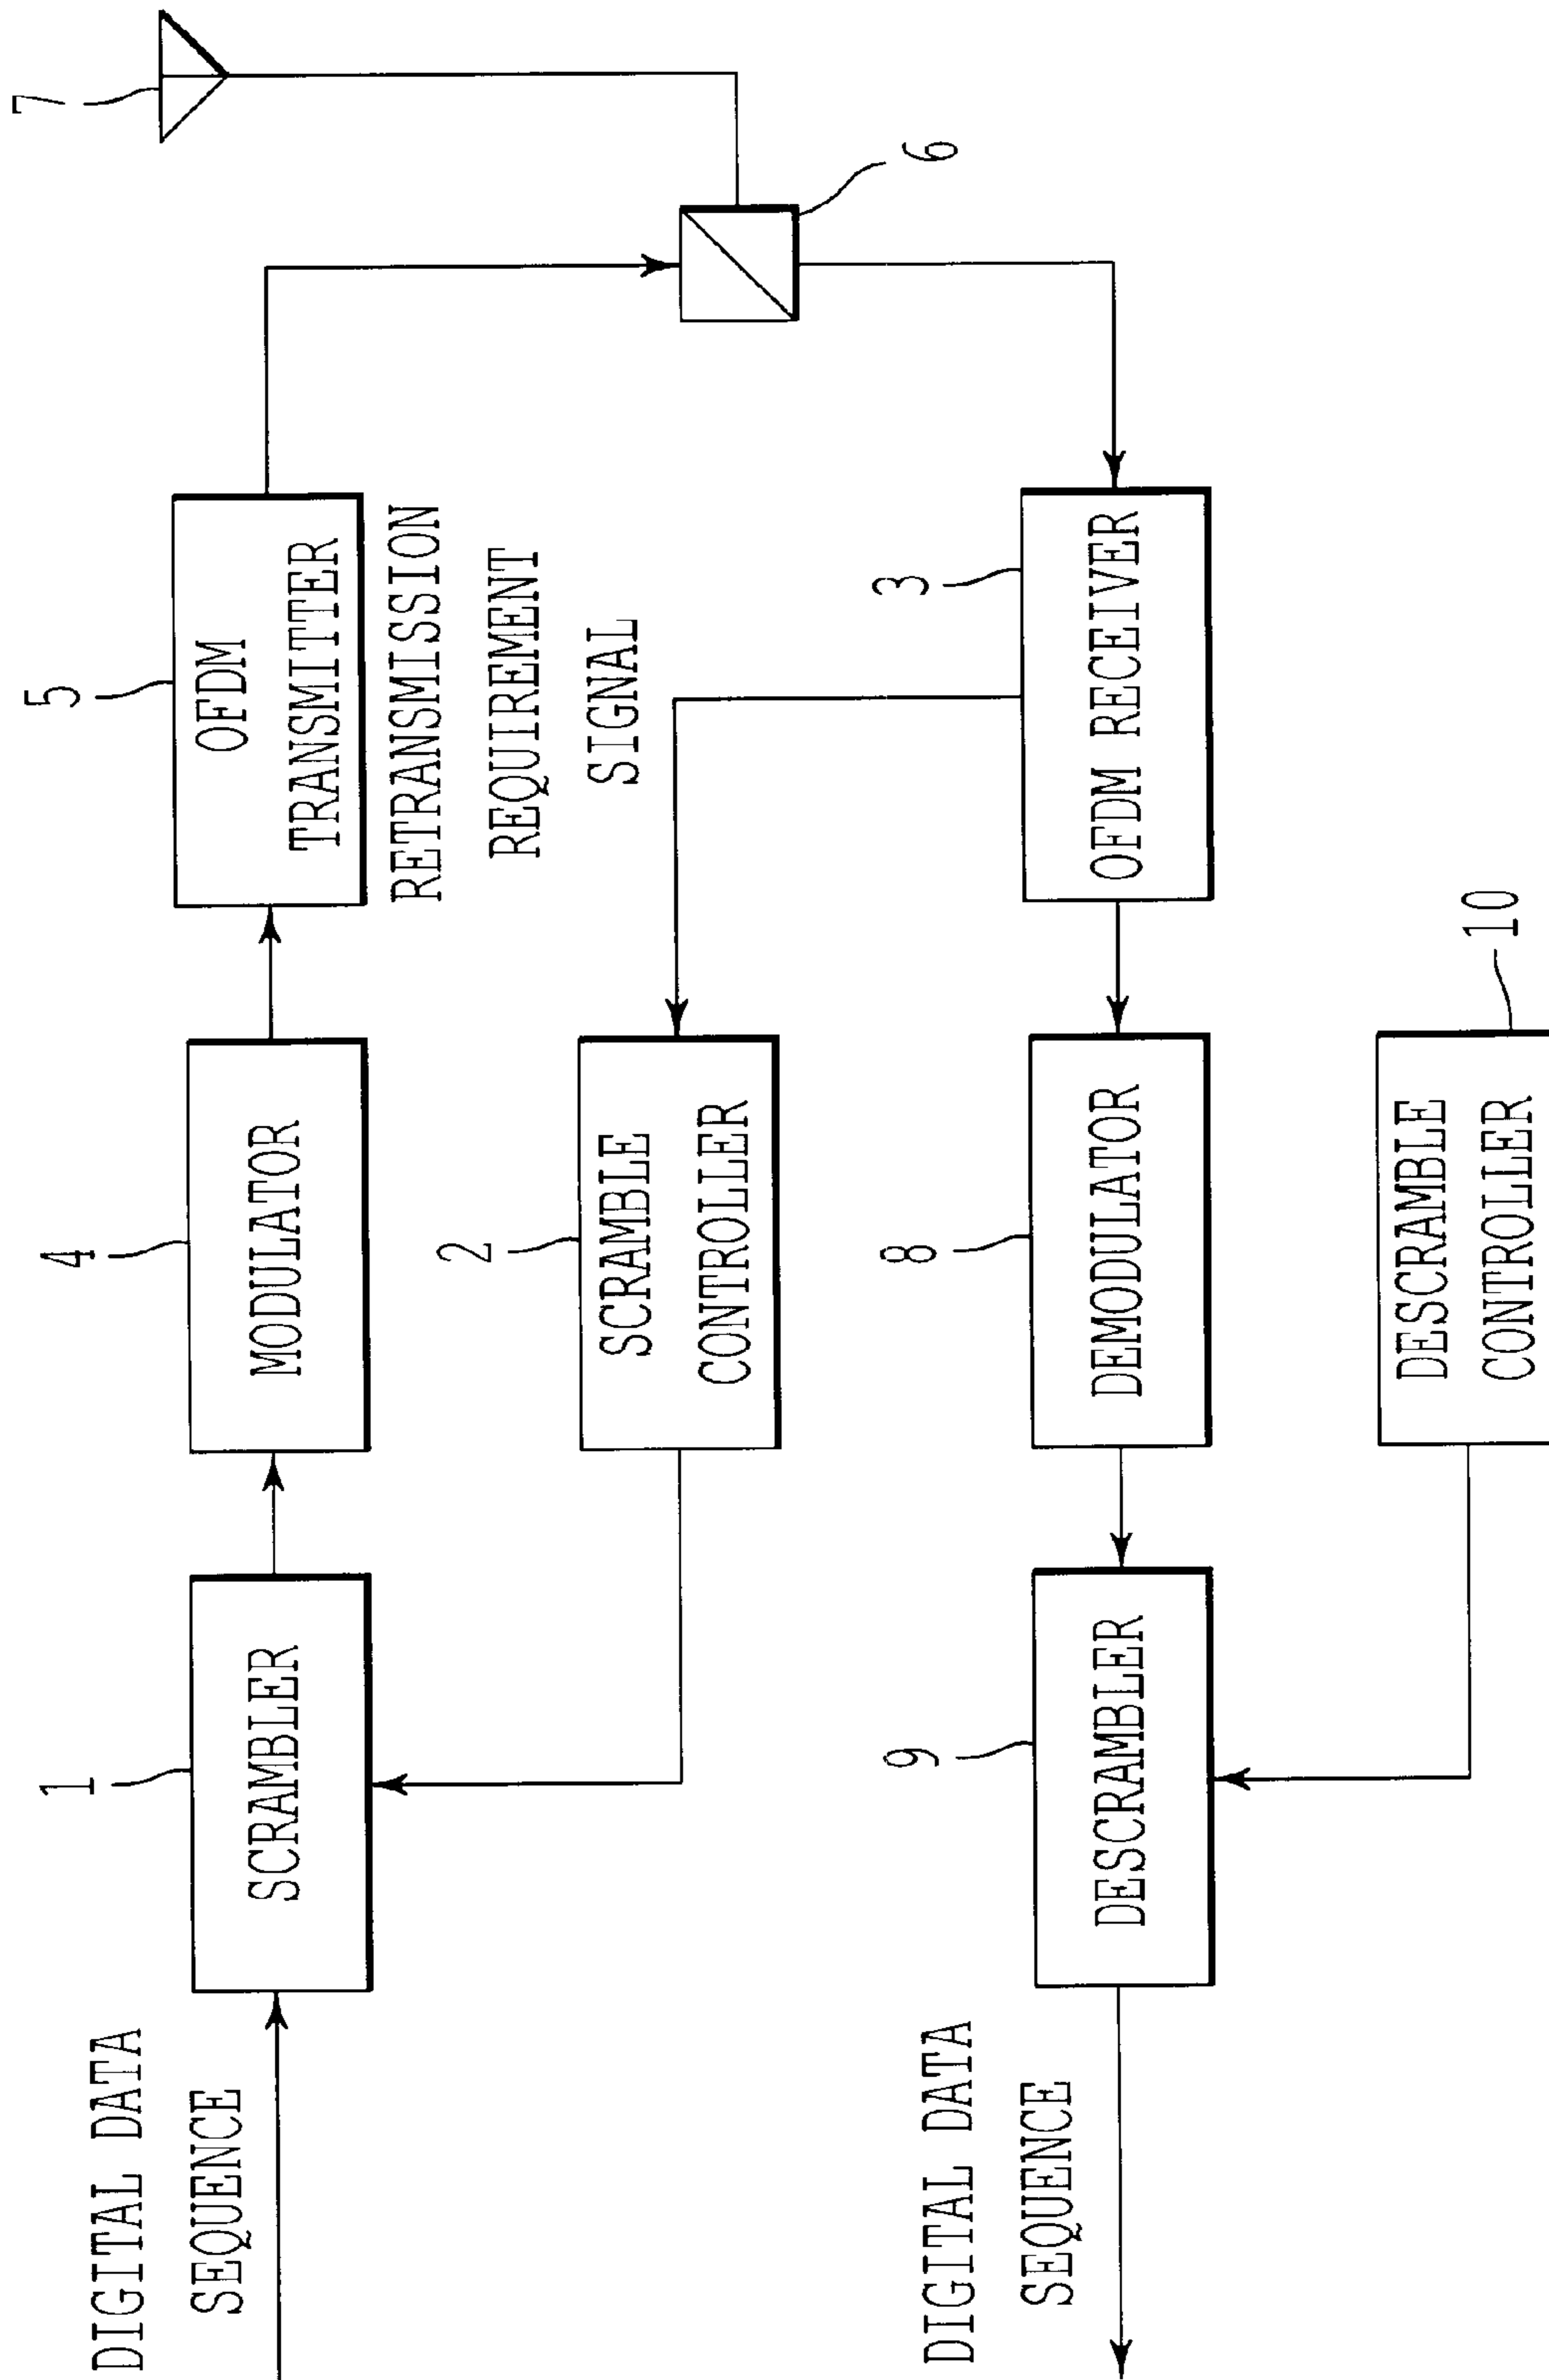 DIGITAL DATA
SEQUENCE
1
SCRAMBLER
4
MODULATOR
5
OFDM
TRANSMITTER
7
RETRANSMISSION
REQUIREMENT
SIGNAL
2
SCRAMBLE
CONTROLLER
6
DIGITAL DATA
SEQUENCE
9
DESCRAMBLER
8
DEMODULATOR
3
OFDM RECEIVER
DESCRAMBLE
CONTROLLER
10